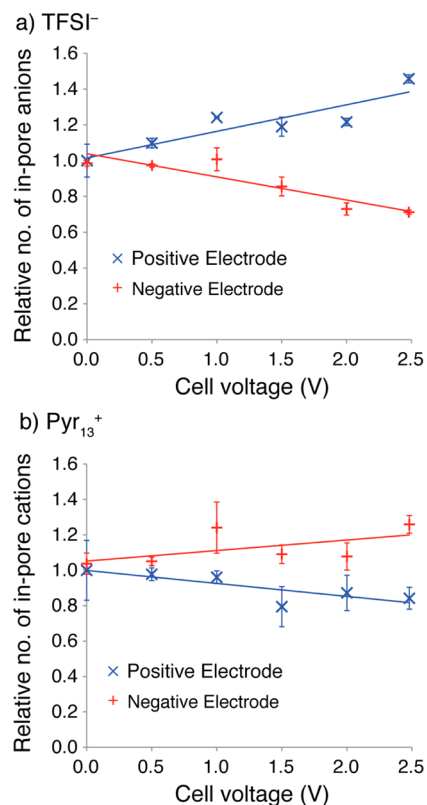 a) TFSI⁻
Relative no. of in-pore anions
1.6
1.4
1.2
1.0
0.8
0.6
0.4
0.2
0.0
× Positive Electrode
+ Negative Electrode
0.0 0.5 1.0 1.5 2.0 2.5
Cell voltage (V)
b) Pyr₁₃⁺
Relative no. of in-pore cations
1.6
1.4
1.2
1.0
0.8
0.6
0.4
0.2
0.0
× Positive Electrode
+ Negative Electrode
0.0 0.5 1.0 1.5 2.0 2.5
Cell voltage (V)